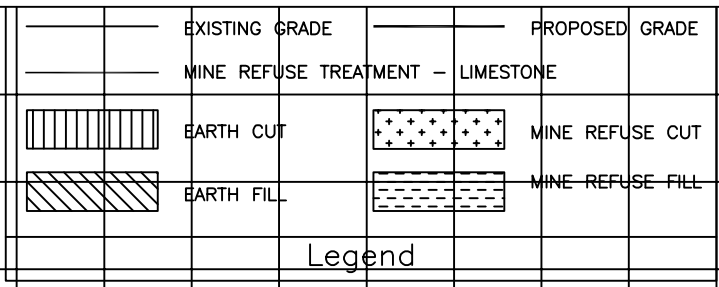 EXISTING GRADE PROPOSED GRADE
MINE REFUSE TREATMENT – LIMESTONE
EARTH CUT MINE REFUSE CUT
EARTH FILL MINE REFUSE FILL
Legend